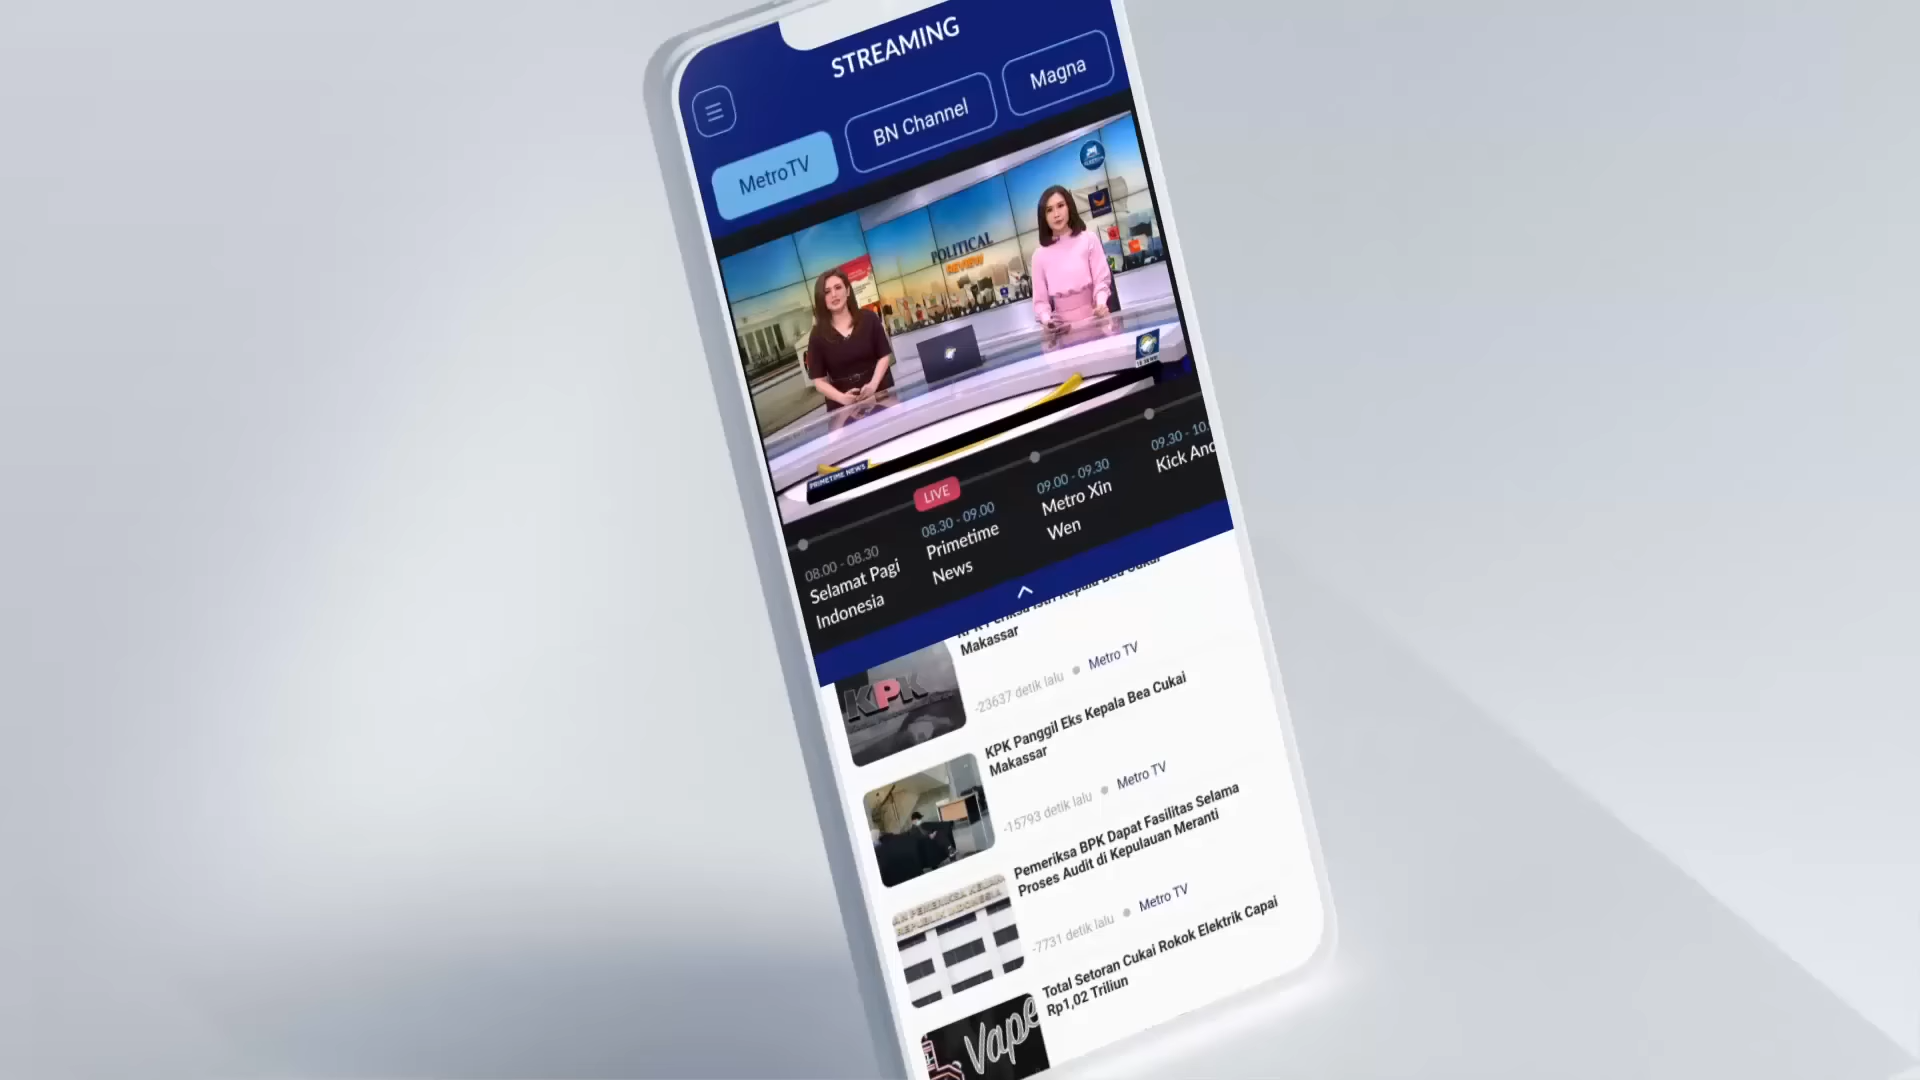 STREAMING
MetroTV
BN Channel
Magna
POLITICAL
REVIEW
PRIMETIME NEWS
LIVE
08.00 - 08.30
Selamat Pagi
Indonesia
08.30 - 09.00
Primetime
News
09.00 - 09.30
Metro Xin
Wen
09.30 - 10.
Kick And
Makassar
KPK
-23637 detik lalu
Metro TV
KPK Panggil Eks Kepala Bea Cukai
Makassar
-15793 detik lalu
Metro TV
Pemeriksa BPK Dapat Fasilitas Selama
Proses Audit di Kepulauan Meranti
REPUBLIK INDONESIA
-7731 detik lalu
Metro TV
Total Setoran Cukai Rokok Elektrik Capai
Rp1,02 Triliun
Vape